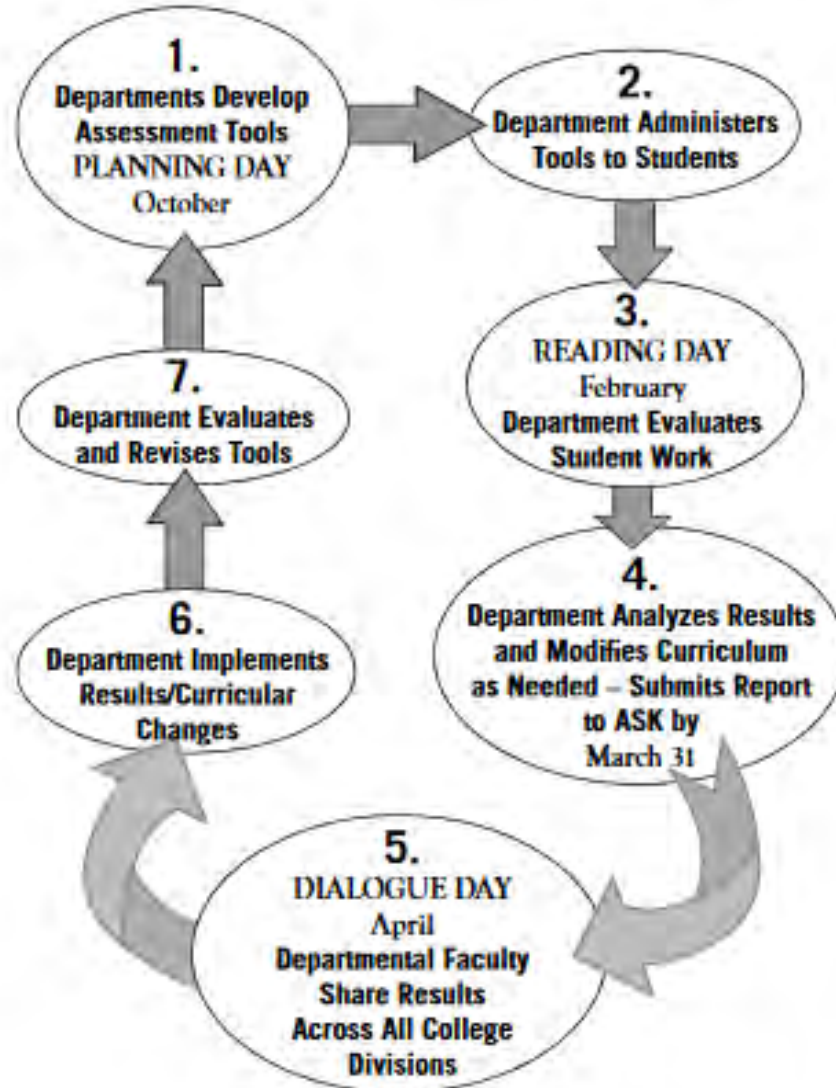 1.
Departments Develop
Assessment Tools
PLANNING DAY
October
2.
Department Administers
Tools to Students
3.
READING DAY
February
Department Evaluates
Student Work
4.
Department Analyzes Results
and Modifies Curriculum
as Needed – Submits Report
to ASK by
March 31
5.
DIALOGUE DAY
April
Departmental Faculty
Share Results
Across All College
Divisions
6.
Department Implements
Results/Curricular
Changes
7.
Department Evaluates
and Revises Tools